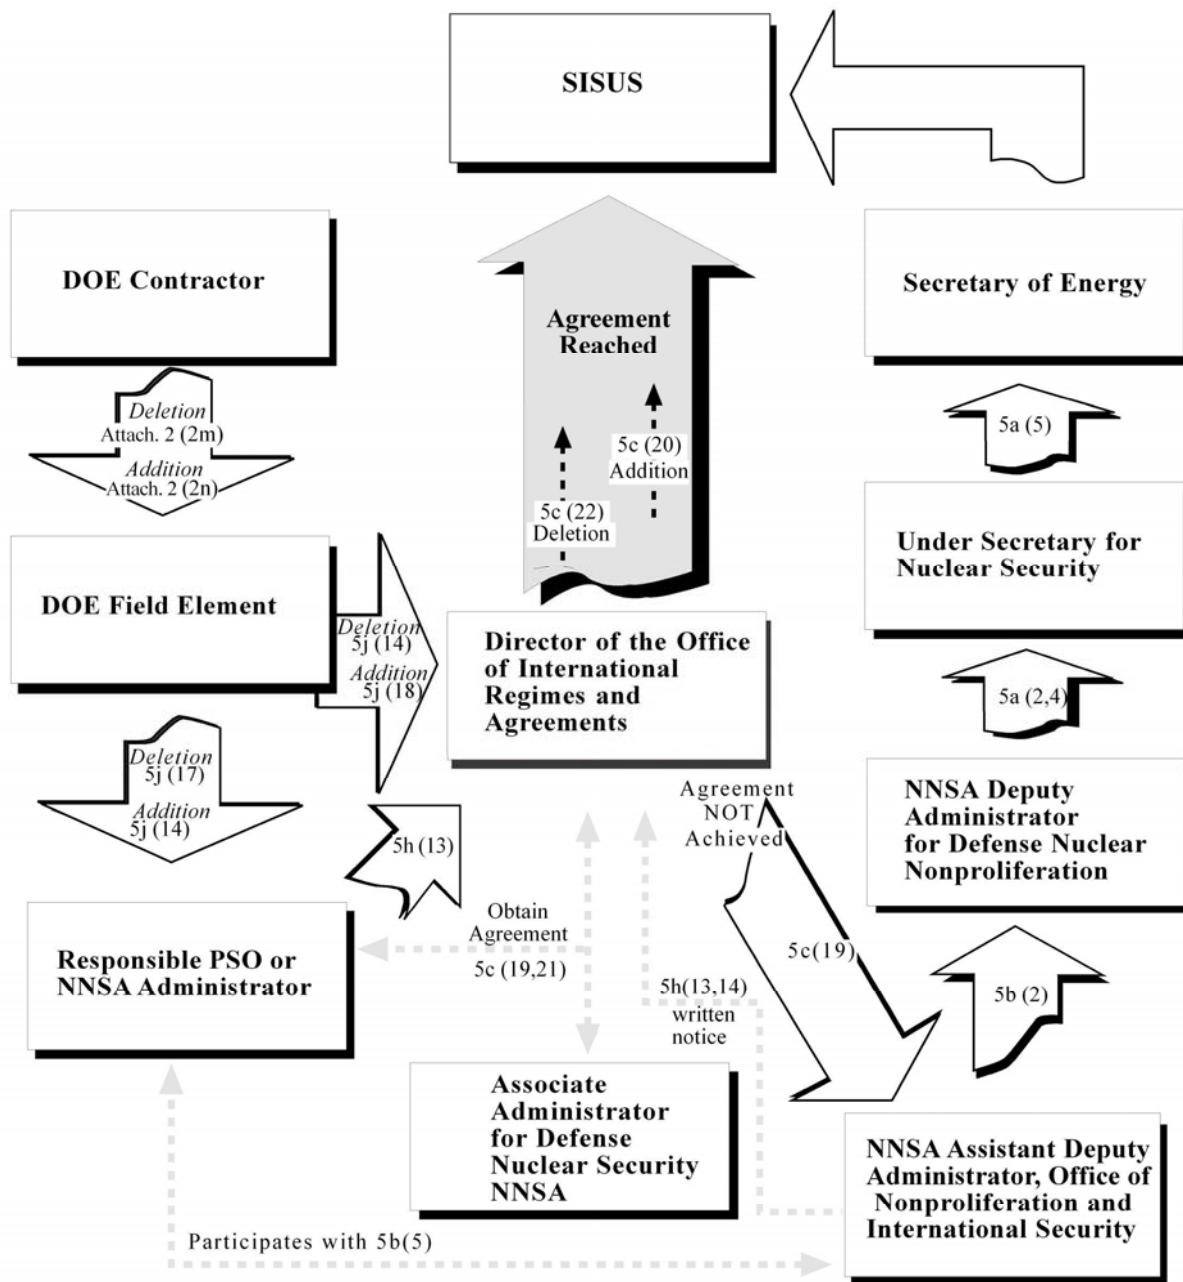 SISUS
DOE Contractor
Deletion
Attach. 2 (2m)
Addition
Attach. 2 (2n)
DOE Field Element
Deletion
5j (14)
Addition
5j (18)
Deletion
5j (17)
Addition
5j (14)
5h (13)
Responsible PSO or
NNSA Administrator
Agreement
Reached
5c (20)
Addition
5c (22)
Deletion
Director of the Office
of International
Regimes and
Agreements
Agreement
NOT
Achieved
5c(19)
Obtain
Agreement
5c (19,21)
5h(13,14)
written
notice
Associate
Administrator
for Defense
Nuclear Security
NNSA
Participates with 5b(5)
Secretary of Energy
5a (5)
Under Secretary for
Nuclear Security
5a (2,4)
NNSA Deputy
Administrator
for Defense Nuclear
Nonproliferation
5b (2)
NNSA Assistant Deputy
Administrator, Office of
Nonproliferation and
International Security